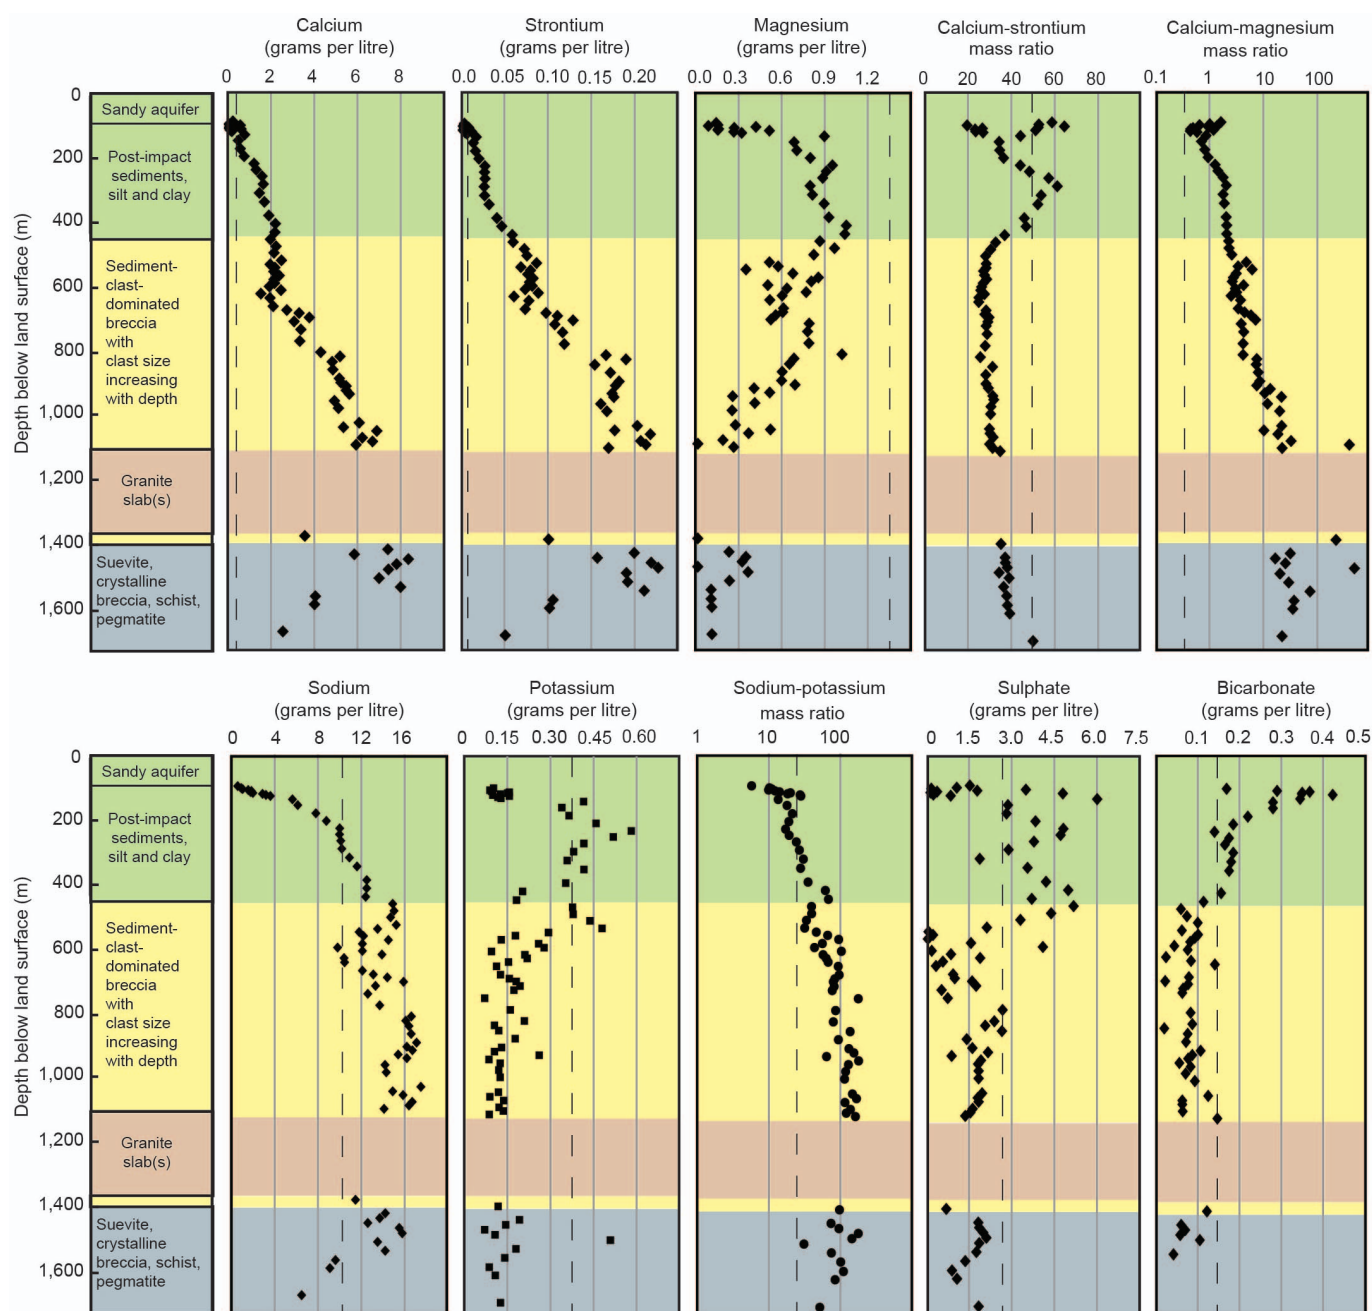 Calcium
(grams per litre)
Strontium
(grams per litre)
Magnesium
(grams per litre)
Calcium-strontium
mass ratio
Calcium-magnesium
mass ratio
0 2 4 6 8
0.0 0.05 0.10 0.15 0.20
0.0 0.3 0.6 0.9 1.2
0 20 40 60 80
0.1 1 10 100
Depth below land surface (m)
0
200
400
600
800
1,000
1,200
1,400
1,600
Sandy aquifer
Post-impact
sediments,
silt and clay
Sediment-
clast-
dominated
breccia
with
clast size
increasing
with depth
Granite
slab(s)
Suevite,
crystalline
breccia, schist,
pegmatite
Sodium
(grams per litre)
Potassium
(grams per litre)
Sodium-potassium
mass ratio
Sulphate
(grams per litre)
Bicarbonate
(grams per litre)
0 4 8 12 16
0 0.15 0.30 0.45 0.60
1 10 100
0 1.5 3.0 4.5 6.0 7.5
0.1 0.2 0.3 0.4 0.5
Depth below land surface (m)
0
200
400
600
800
1,000
1,200
1,400
1,600
Sandy aquifer
Post-impact
sediments,
silt and clay
Sediment-
clast-
dominated
breccia
with
clast size
increasing
with depth
Granite
slab(s)
Suevite,
crystalline
breccia, schist,
pegmatite